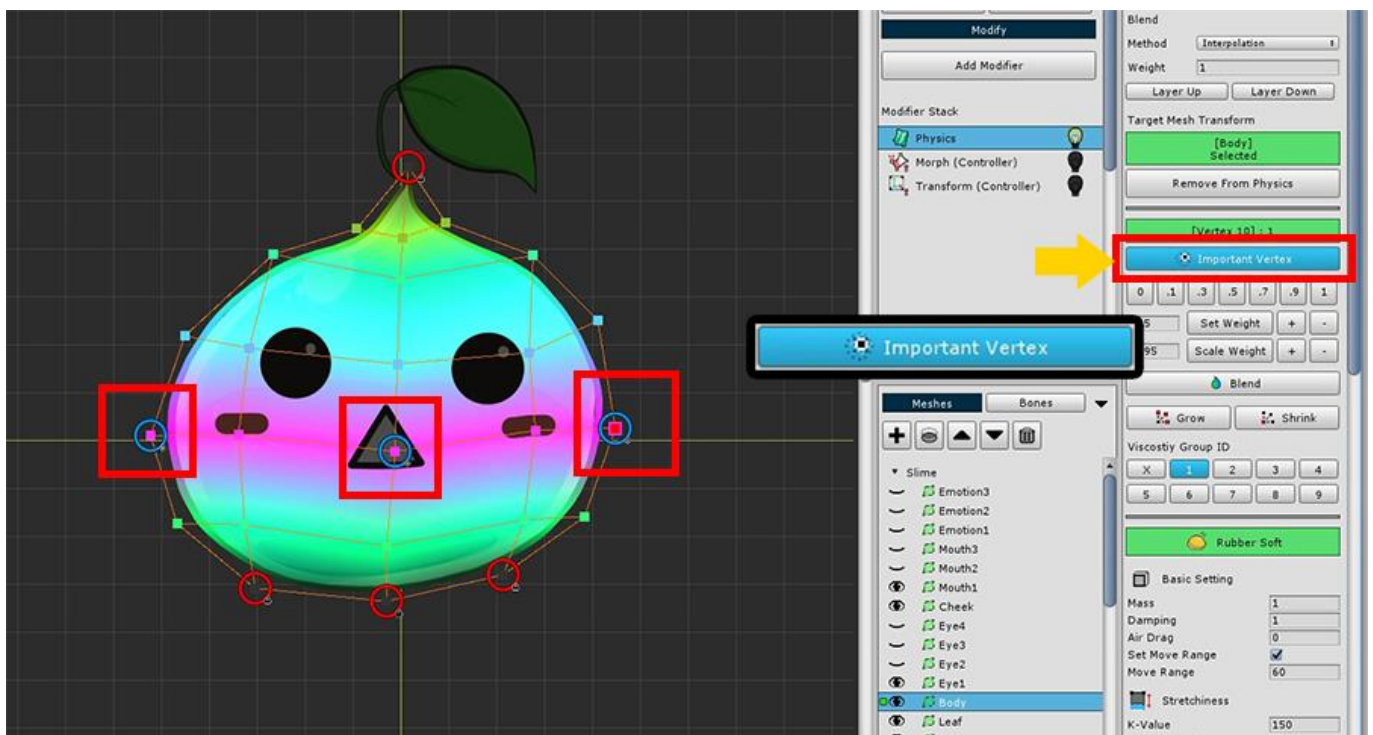 Modify
Add Modifier
Modifier Stack
Physics
Morph (Controller)
Transform (Controller)
Important Vertex
Meshes
Bones
Slime
Emotion3
Emotion2
Emotion1
Mouth3
Mouth2
Mouth1
Cheek
Eye4
Eye3
Eye2
Eye1
Body
Leaf
Blend
Method Interpolation
Weight 1
Layer Up Layer Down
Target Mesh Transform
[Body]
Selected
Remove From Physics
[Vertex 10] : 1
Important Vertex
0 .1 .3 .5 .7 .9 1
Set Weight + -
95 Scale Weight + -
Blend
Grow Shrink
Viscostiy Group ID
X 1 2 3 4
5 6 7 8 9
Rubber Soft
Basic Setting
Mass 1
Damping 1
Air Drag 0
Set Move Range
Move Range 60
Stretchiness
K-Value 150